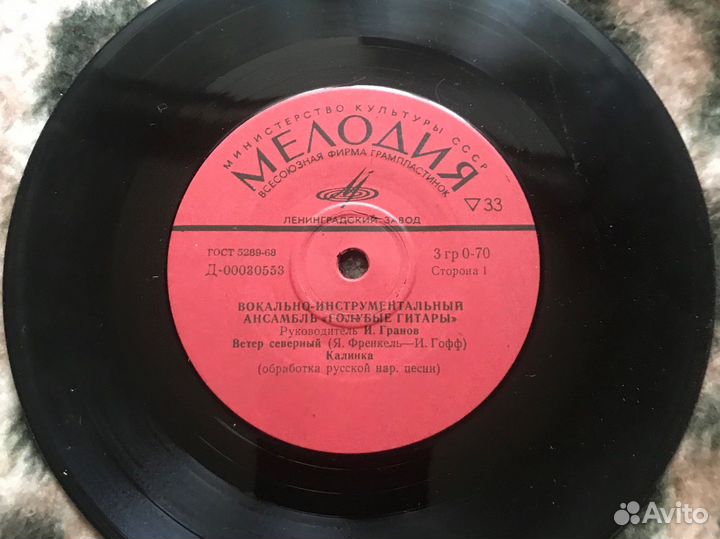 МИНИСТЕРСТВО КУЛЬТУРЫ СССР
МЕЛОДИЯ
ВСЕСОЮЗНАЯ ФИРМА ГРАМПЛАСТИНОК
▽33
ЛЕНИНГРАДСКИЙ ЗАВОД
ГОСТ 5289-68
3 гр 0-70
Д-00030553
Сторона 1
ВОКАЛЬНО-ИНСТРУМЕНТАЛЬНЫЙ
АНСАМБЛЬ «ГОЛУБЫЕ ГИТАРЫ»
Руководитель И. Гранов
Ветер северный (Я. Френкель—И. Гофф)
Калинка
(обработка русской нар. песни)
Avito